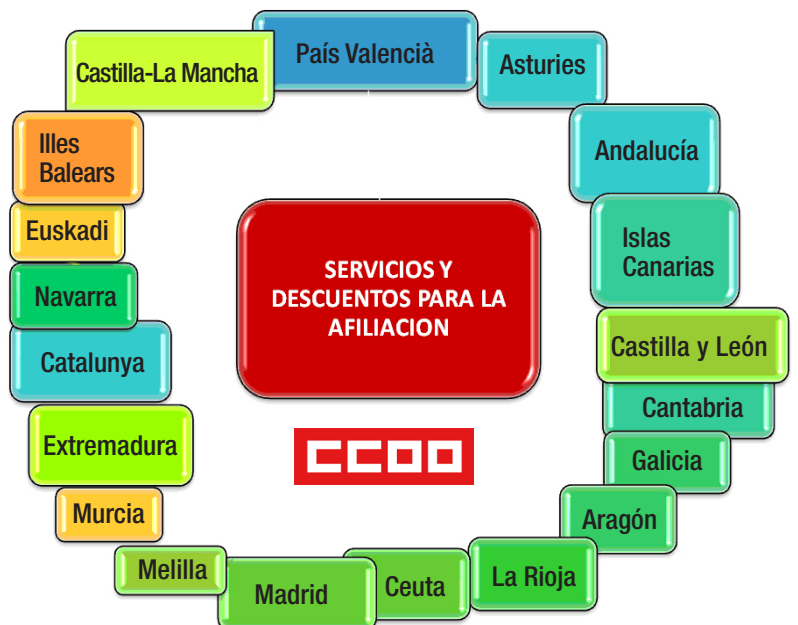 País Valencià
Castilla-La Mancha
Asturies
Illes
Balears
Andalucía
Euskadi
Islas
Canarias
Navarra
SERVICIOS Y
DESCUENTOS PARA LA
AFILIACION
Catalunya
Castilla y León
Cantabria
Extremadura
CCOO
Galicia
Murcia
Aragón
Melilla
Madrid
Ceuta
La Rioja